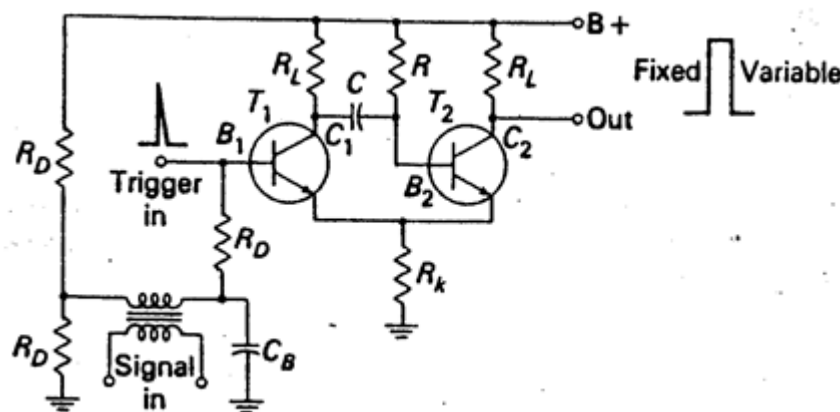 B+
R_L
R
R_L
C
Fixed
Variable
T_1
T_2
R_D
B_1
C_1
C_2
Out
Trigger
in
B_2
R_D
R_k
R_D
Signal
in
C_B